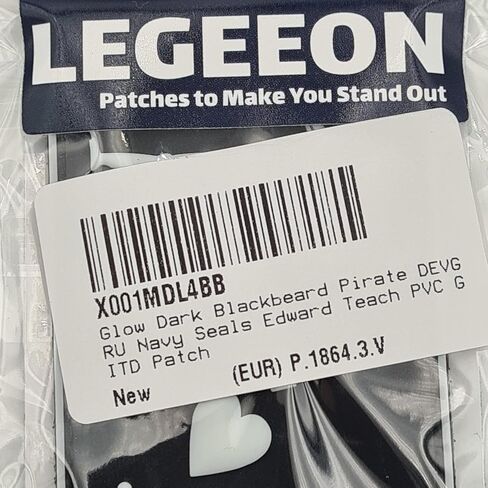 LEGEEON
Patches to Make You Stand Out
X001MDL4BB
Glow Dark Blackbeard Pirate DEVG
RU Navy Seals Edward Teach PVC G
ITD Patch
New
(EUR) P.1864.3.V